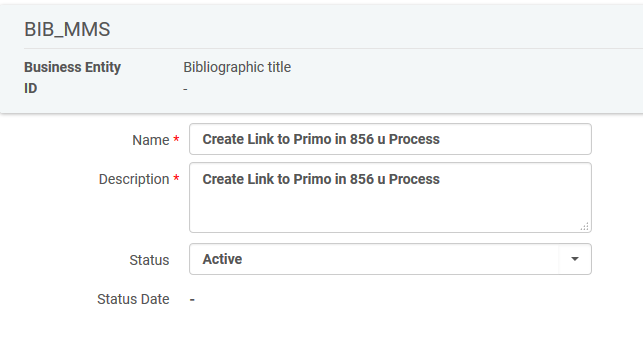 BIB_MMS
Business Entity Bibliographic title
ID -
Name * Create Link to Primo in 856 u Process
Description * Create Link to Primo in 856 u Process
Status Active
Status Date -